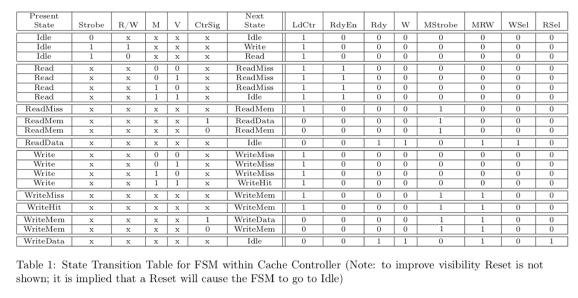 Present Next
State Strobe R/W M V CtrSig State LdCtr RdyEn Rdy W MStrobe MRW WSel RSel
Idle 0 x x x x Idle 1 0 0 0 0 0 0 0
Idle 1 1 x x x Write 1 0 0 0 0 0 0 0
Idle 1 0 x x x Read 1 0 0 0 0 0 0 0
Read x x 0 0 x ReadMiss 1 1 0 0 0 0 0 0
Read x x 0 1 x ReadMiss 1 1 0 0 0 0 0 0
Read x x 1 0 x ReadMiss 1 1 0 0 0 0 0 0
Read x x 1 1 x Idle 1 1 0 0 0 0 0 0
ReadMiss x x x x x ReadMem 1 0 0 0 1 0 0 0
ReadMem x x x x 1 ReadData 0 0 0 0 1 0 0 0
ReadMem x x x x 0 ReadMem 0 0 0 0 1 0 0 0
ReadData x x x x x Idle 0 0 1 1 0 1 1 0
Write x x 0 0 x WriteMiss 1 0 0 0 0 0 0 0
Write x x 0 1 x WriteMiss 1 0 0 0 0 0 0 0
Write x x 1 0 x WriteMiss 1 0 0 0 0 0 0 0
Write x x 1 1 x WriteHit 1 0 0 0 0 0 0 0
WriteMiss x x x x x WriteMem 1 0 0 0 1 1 0 0
WriteHit x x x x x WriteMem 1 0 0 0 1 1 0 0
WriteMem x x x x 1 WriteData 0 0 0 0 1 1 0 0
WriteMem x x x x 0 WriteMem 0 0 0 0 1 1 0 0
WriteData x x x x x Idle 0 0 1 1 0 1 0 1
Table 1: State Transition Table for FSM within Cache Controller (Note: to improve visibility Reset is not
shown; it is implied that a Reset will cause the FSM to go to Idle)